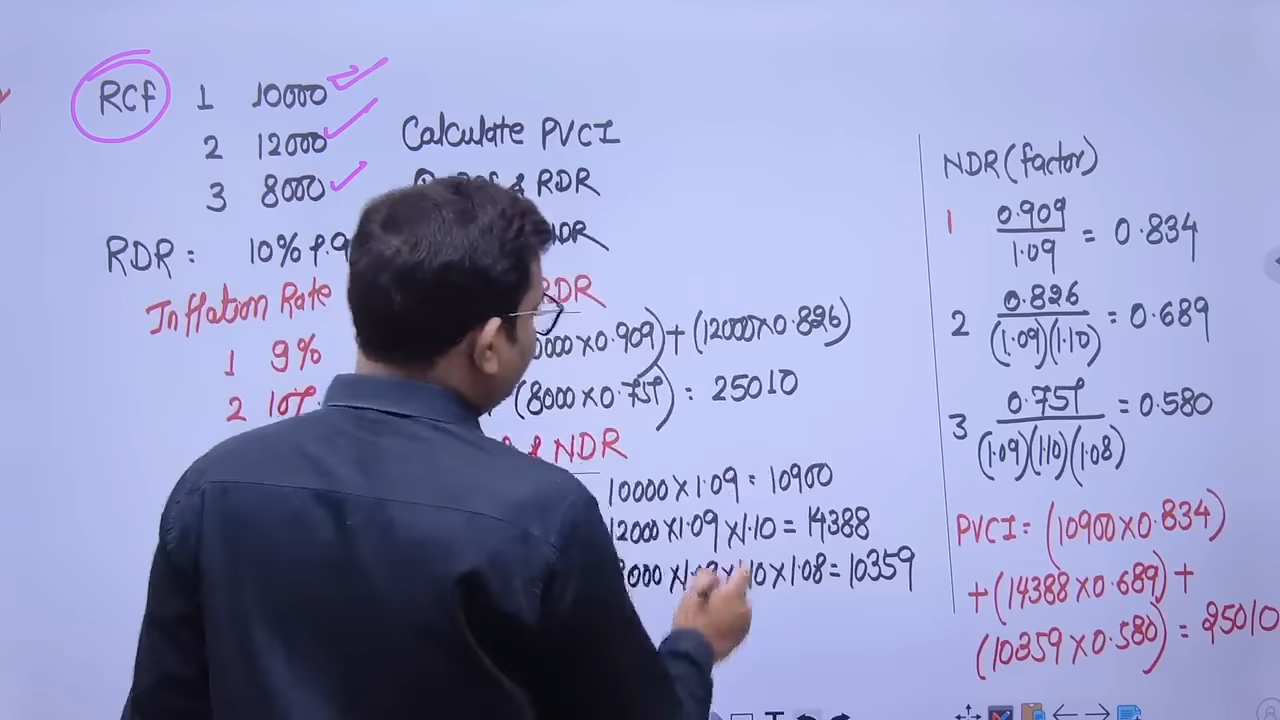 RCf 1 10000
2 12000
3 8000
RDR: 10% P.a
Inflation Rate
1 9%
2 10%
Calculate PVCI
& RDR
NDR
RDR
0000×0.909)+(12000×0.826)
(8000×0.751) = 25010
& NDR
10000×1.09 = 10900
12000×1.09×1.10 = 14388
8000×1.09×1.10×1.08 = 10359
NDR (factor)
1 0.909
1.09 = 0.834
2 0.826
(1.09)(1.10) = 0.689
3 0.751
(1.09)(1.10)(1.08) = 0.580
PVCI = (10900×0.834)
+(14388×0.689)+
(10359×0.580) = 25010